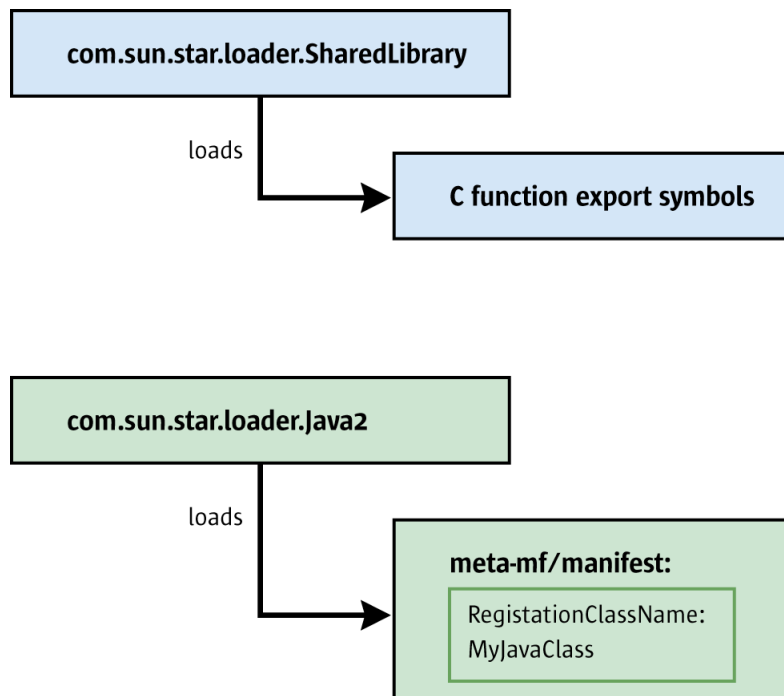 com.sun.star.loader.SharedLibrary
loads
C function export symbols
com.sun.star.loader.Java2
loads
meta-mf/manifest:
RegistationClassName:
MyJavaClass